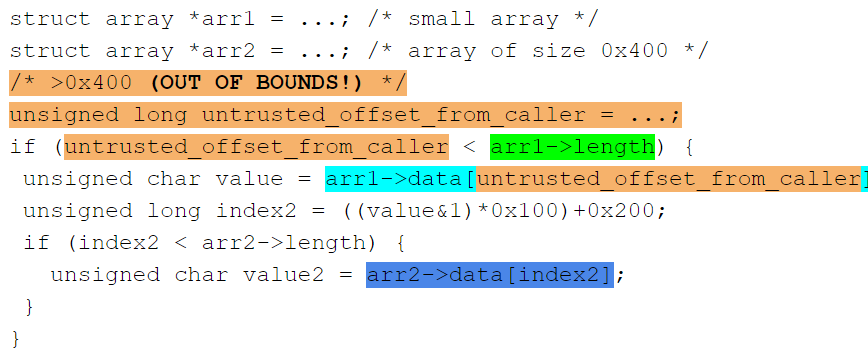 struct array *arr1 = ...; /* small array */
struct array *arr2 = ...; /* array of size 0x400 */
/* >0x400 (OUT OF BOUNDS!) */
unsigned long untrusted_offset_from_caller = ...;
if (untrusted_offset_from_caller < arr1->length) {
 unsigned char value = arr1->data[untrusted_offset_from_caller]
 unsigned long index2 = ((value&1)*0x100)+0x200;
 if (index2 < arr2->length) {
   unsigned char value2 = arr2->data[index2];
 }
}